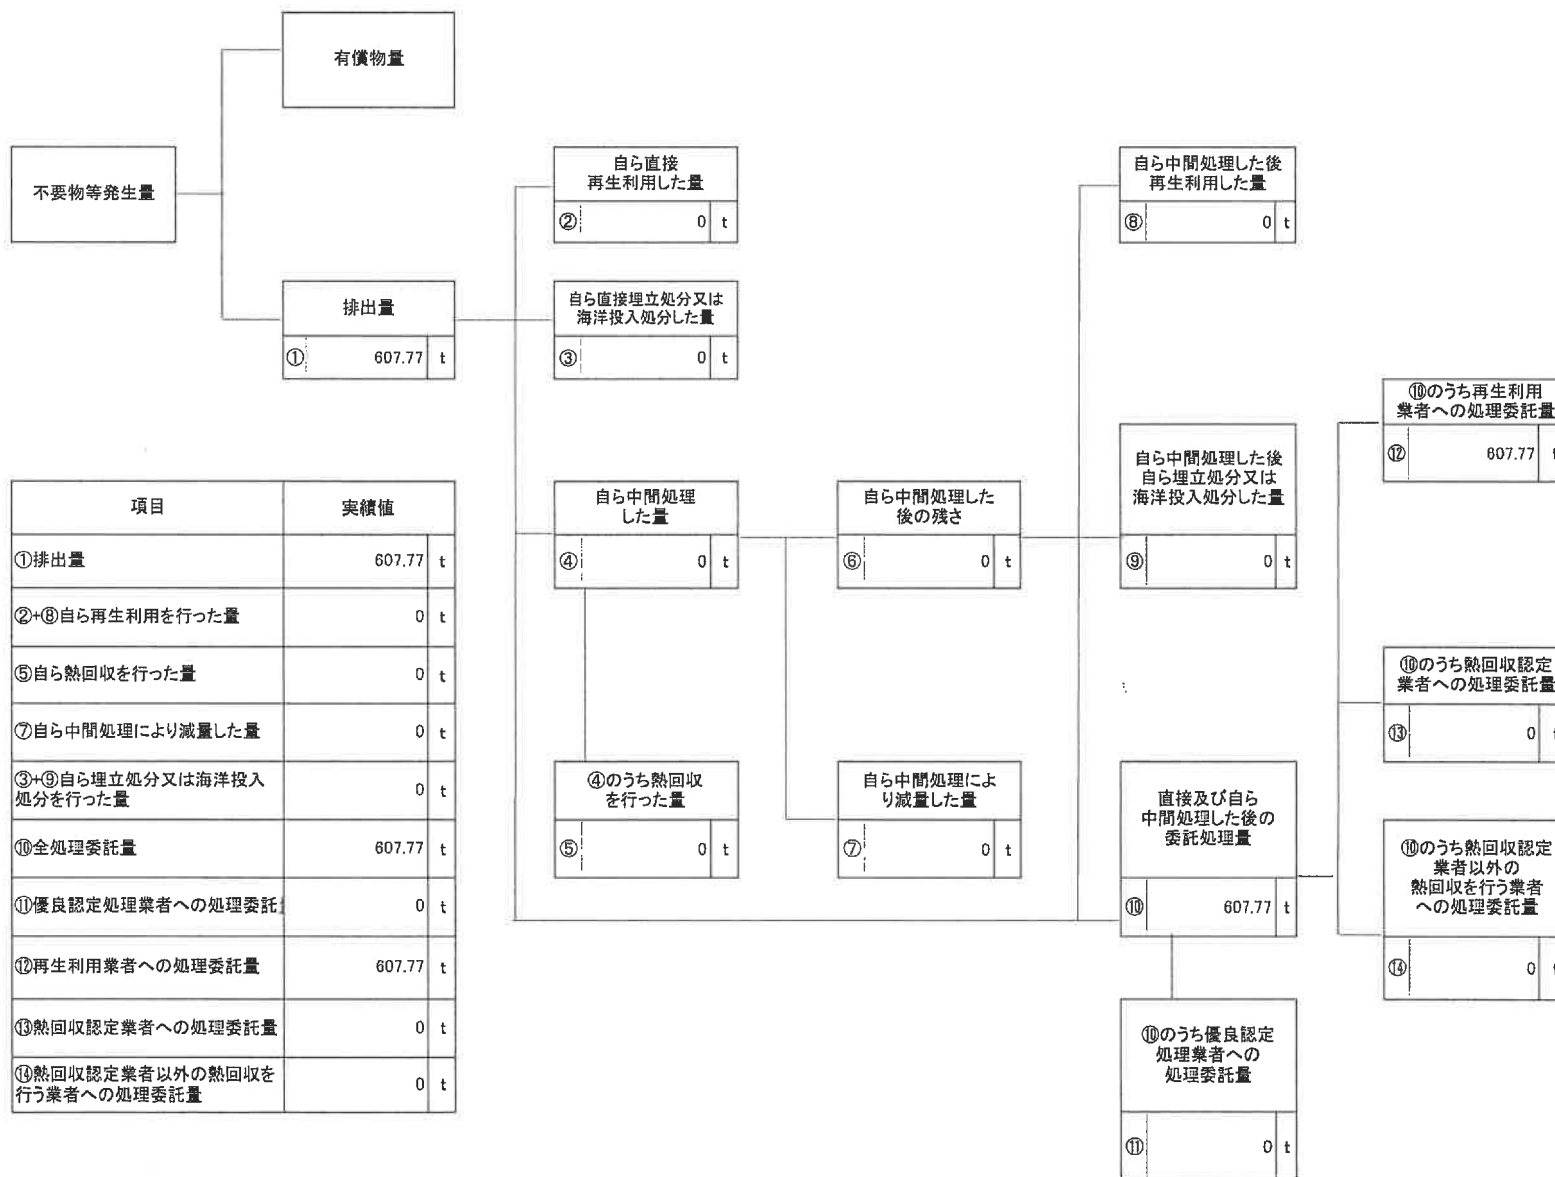 有償物量
不要物等発生量
排出量
① 607.77 t
自ら直接
再生利用した量
② 0 t
自ら直接埋立処分又は
海洋投入処分した量
③ 0 t
自ら中間処理
した量
④ 0 t
④のうち熱回収
を行った量
⑤ 0 t
自ら中間処理した
後の残さ
⑥ 0 t
自ら中間処理によ
り減量した量
⑦ 0 t
自ら中間処理した後
再生利用した量
⑧ 0 t
自ら中間処理した後
自ら埋立処分又は
海洋投入処分した量
⑨ 0 t
直接及び自ら
中間処理した後の
委託処理量
⑩ 607.77 t
⑩のうち優良認定
処理業者への
処理委託量
⑪ 0 t
⑩のうち再生利用
業者への処理委託量
⑫ 607.77 t
⑩のうち熱回収認定
業者への処理委託量
⑬ 0 t
⑩のうち熱回収認定
業者以外の
熱回収を行う業者
への処理委託量
⑭ 0 t
項目 実績値
①排出量 607.77 t
②+⑧自ら再生利用を行った量 0 t
⑤自ら熱回収を行った量 0 t
⑦自ら中間処理により減量した量 0 t
③+⑨自ら埋立処分又は海洋投入
処分を行った量 0 t
⑩全処理委託量 607.77 t
⑪優良認定処理業者への処理委託 0 t
⑫再生利用業者への処理委託量 607.77 t
⑬熱回収認定業者への処理委託量 0 t
⑭熱回収認定業者以外の熱回収を
行う業者への処理委託量 0 t